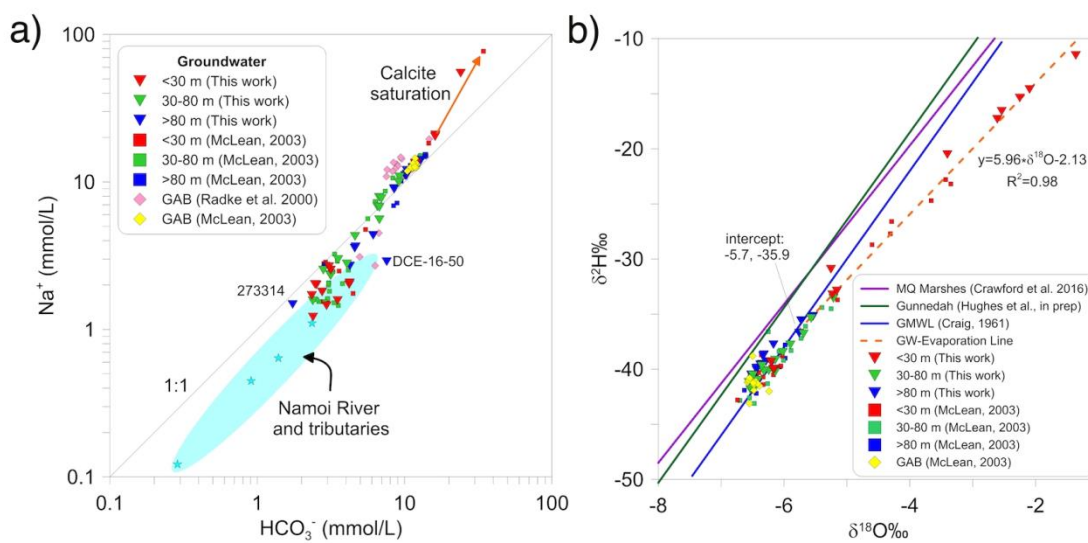 a)
Na⁺ (mmol/L)
100
10
1
0.1
0.1
1
10
100
HCO₃⁻ (mmol/L)
Groundwater
<30 m (This work)
30-80 m (This work)
>80 m (This work)
<30 m (McLean, 2003)
30-80 m (McLean, 2003)
>80 m (McLean, 2003)
GAB (Radke et al. 2000)
GAB (McLean, 2003)
Calcite
saturation
DCE-16-50
273314
1:1
Namoi River
and tributaries
b)
δ²H‰
-10
-20
-30
-40
-50
-8
-6
-4
-2
δ¹⁸O‰
y=5.96*δ¹⁸O-2.13
R²=0.98
intercept:
-5.7, -35.9
MQ Marshes (Crawford et al. 2016)
Gunnedah (Hughes et al., in prep)
GMWL (Craig, 1961)
GW-Evaporation Line
<30 m (This work)
30-80 m (This work)
>80 m (This work)
<30 m (McLean, 2003)
30-80 m (McLean, 2003)
>80 m (McLean, 2003)
GAB (McLean, 2003)